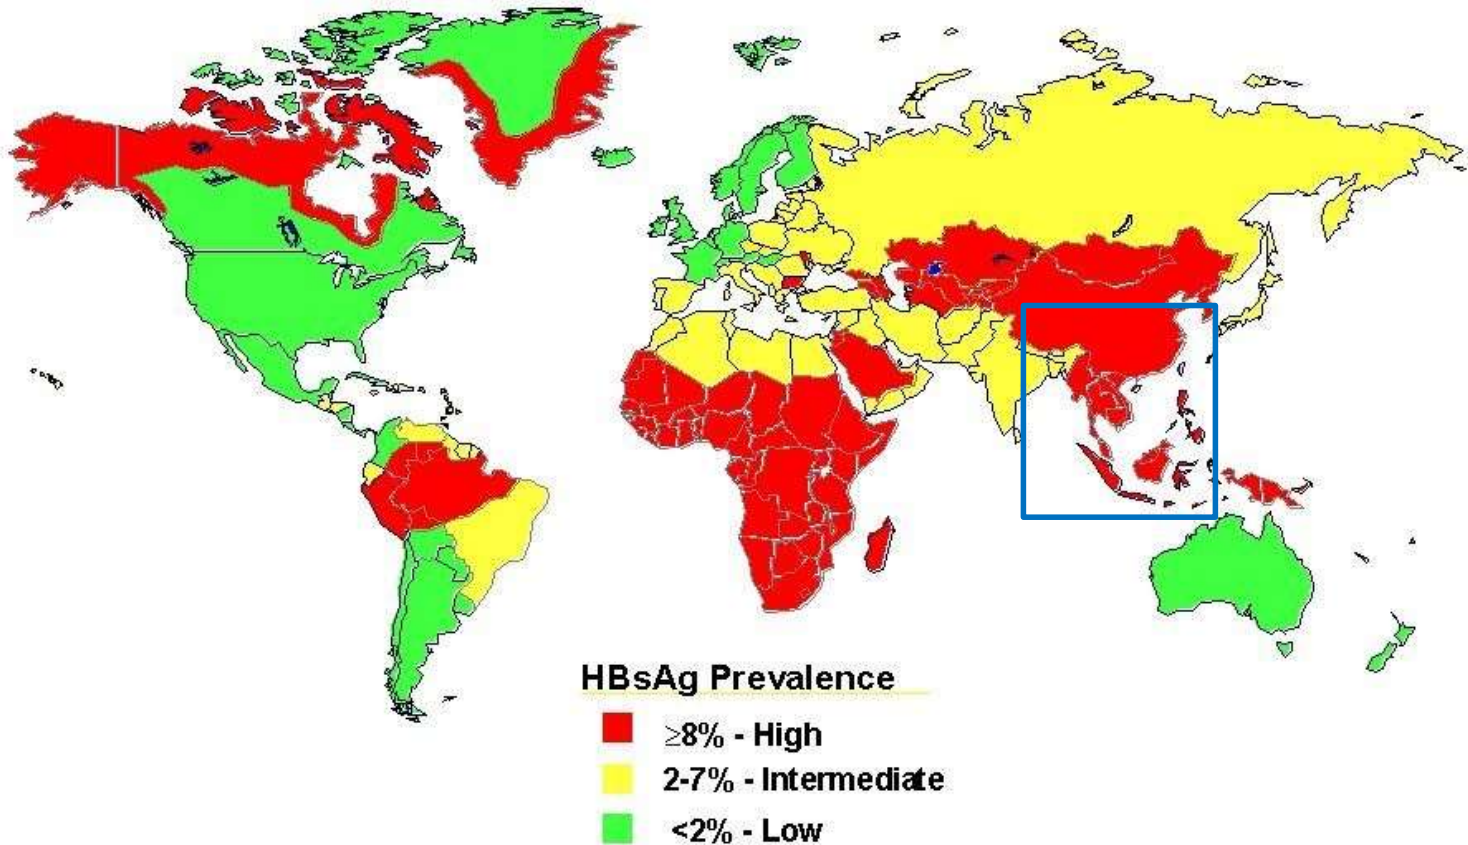 HBsAg Prevalence
≥8% - High
2-7% - Intermediate
<2% - Low